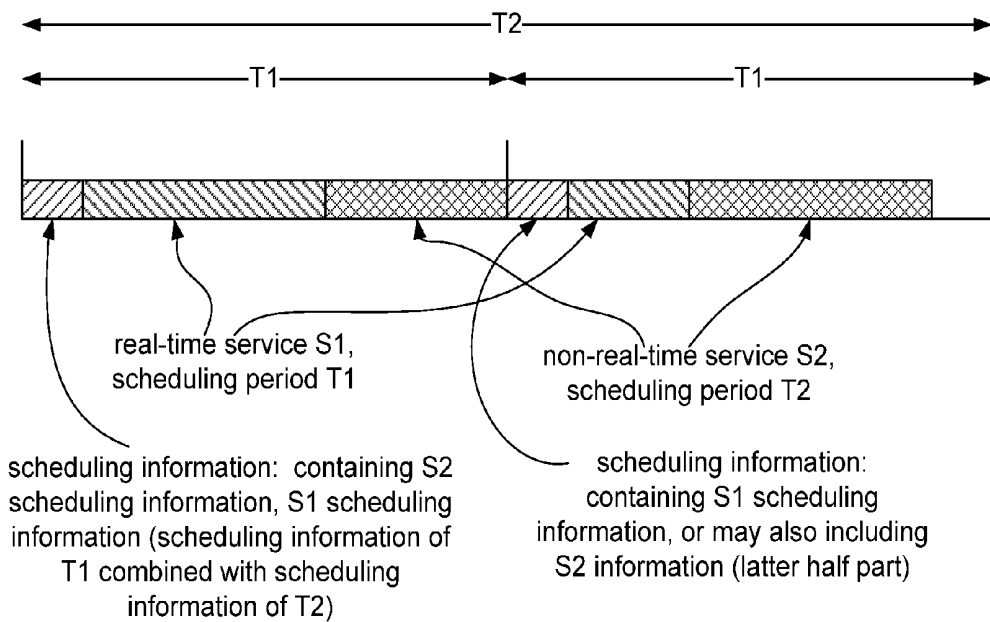 T2
T1
T1
real-time service S1,
scheduling period T1
non-real-time service S2,
scheduling period T2
scheduling information: containing S2
scheduling information, S1 scheduling
information (scheduling information of
T1 combined with scheduling
information of T2)
scheduling information:
containing S1 scheduling
information, or may also including
S2 information (latter half part)